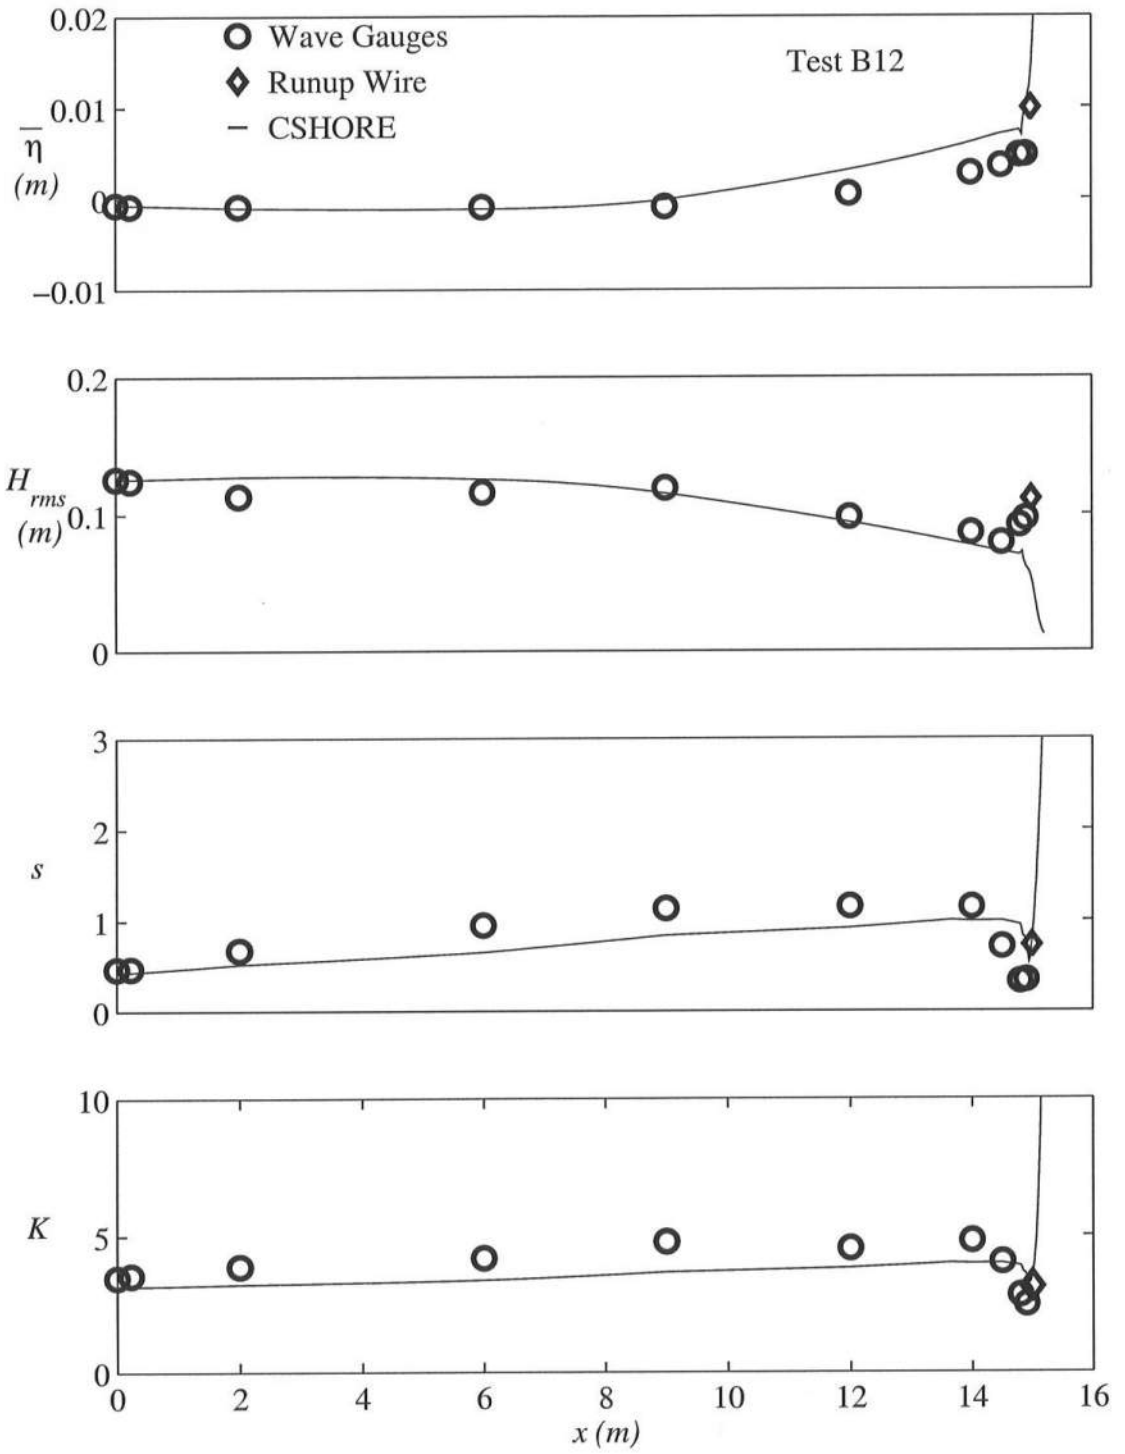 0.02
Wave Gauges
Test B12
Runup Wire
0.01
CSHORE
η̅
(m)
0
−0.01
0.2
H_rms
(m)
0.1
0
3
2
s
1
0
10
K
5
0
0 2 4 6 8 10 12 14 16
x (m)